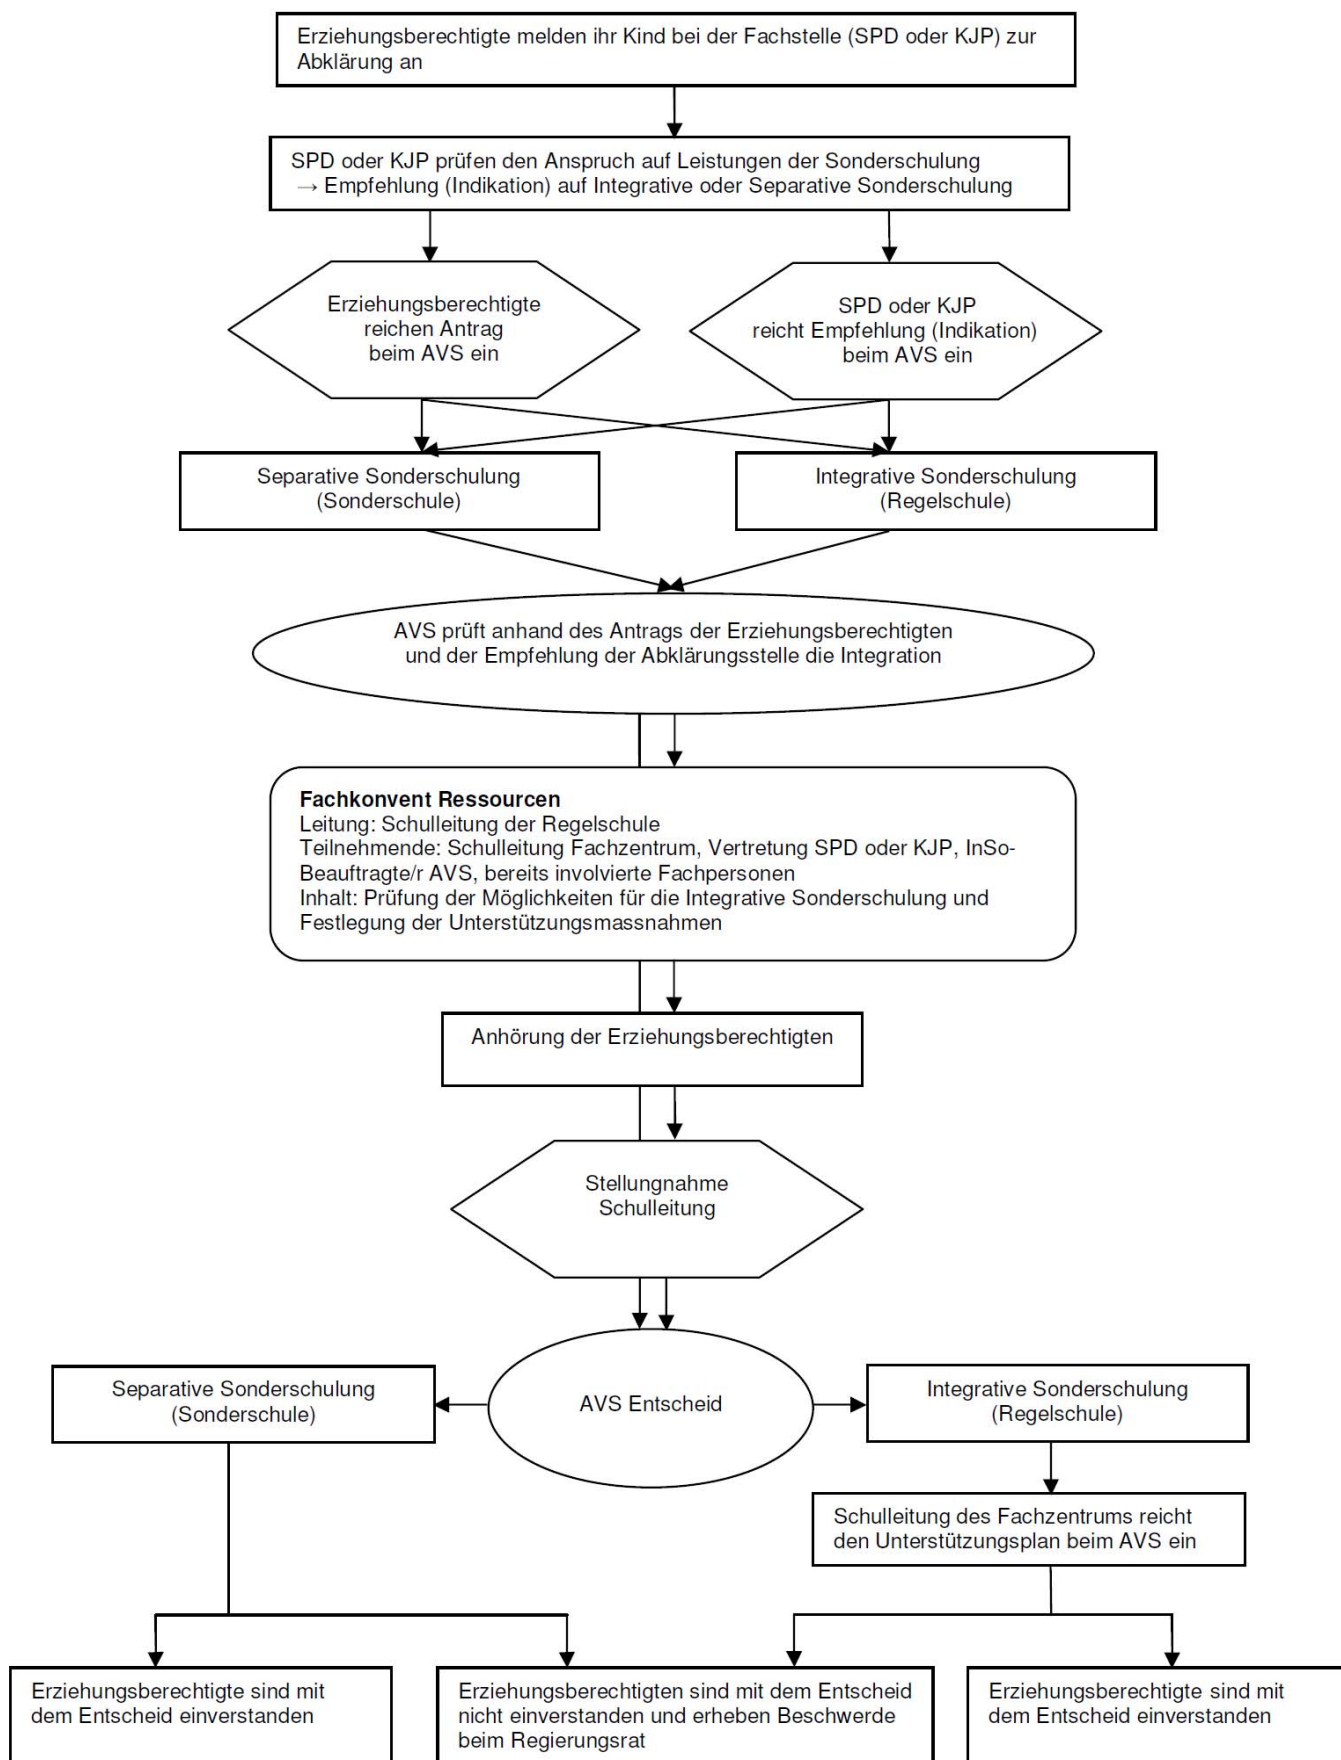 Erziehungsberechtigte melden ihr Kind bei der Fachstelle (SPD oder KJP) zur
Abklärung an
SPD oder KJP prüfen den Anspruch auf Leistungen der Sonderschulung
→ Empfehlung (Indikation) auf Integrative oder Separative Sonderschulung
Erziehungsberechtigte
reichen Antrag
beim AVS ein
SPD oder KJP
reicht Empfehlung (Indikation)
beim AVS ein
Separative Sonderschulung
(Sonderschule)
Integrative Sonderschulung
(Regelschule)
AVS prüft anhand des Antrags der Erziehungsberechtigten
und der Empfehlung der Abklärungsstelle die Integration
Fachkonvent Ressourcen
Leitung: Schulleitung der Regelschule
Teilnehmende: Schulleitung Fachzentrum, Vertretung SPD oder KJP, InSo-
Beauftragte/r AVS, bereits involvierte Fachpersonen
Inhalt: Prüfung der Möglichkeiten für die Integrative Sonderschulung und
Festlegung der Unterstützungsmassnahmen
Anhörung der Erziehungsberechtigten
Stellungnahme
Schulleitung
AVS Entscheid
Separative Sonderschulung
(Sonderschule)
Integrative Sonderschulung
(Regelschule)
Schulleitung des Fachzentrums reicht
den Unterstützungsplan beim AVS ein
Erziehungsberechtigte sind mit
dem Entscheid einverstanden
Erziehungsberechtigten sind mit dem Entscheid
nicht einverstanden und erheben Beschwerde
beim Regierungsrat
Erziehungsberechtigte sind mit
dem Entscheid einverstanden